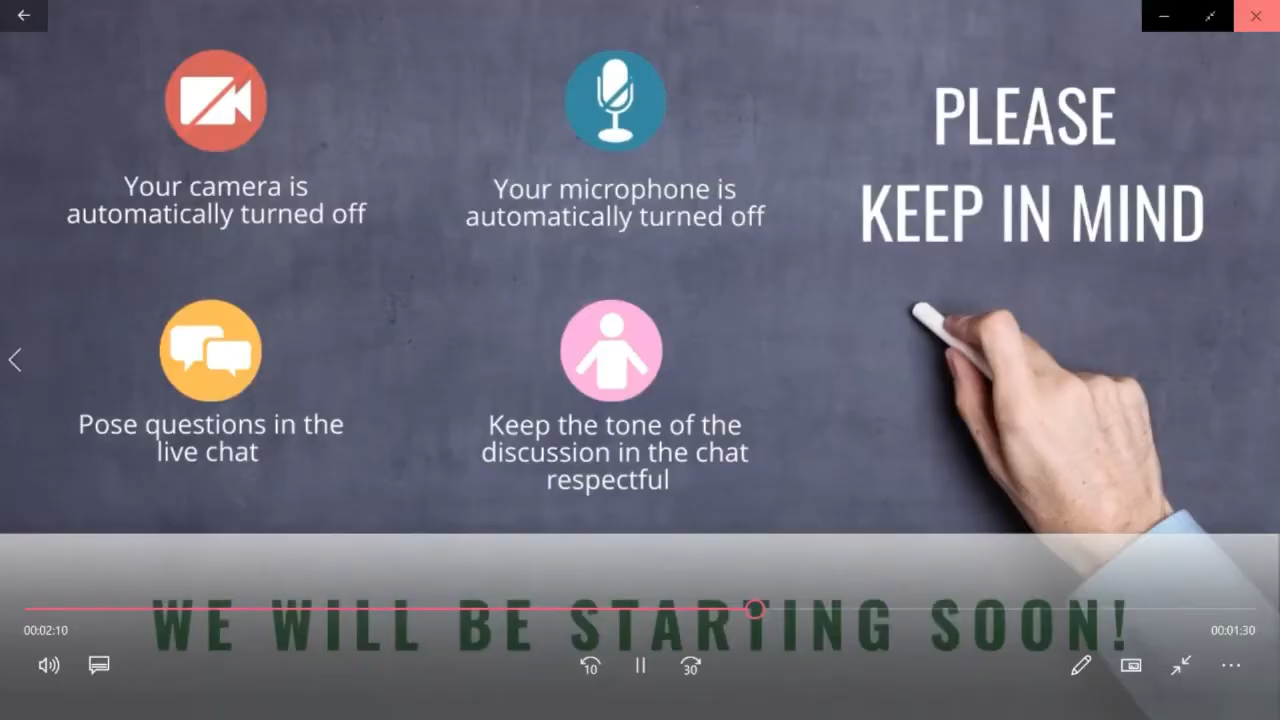 Your camera is
automatically turned off
Your microphone is
automatically turned off
PLEASE
KEEP IN MIND
Pose questions in the
live chat
Keep the tone of the
discussion in the chat
respectful
WE WILL BE STARTING SOON!
00:02:10
00:01:30
10
30